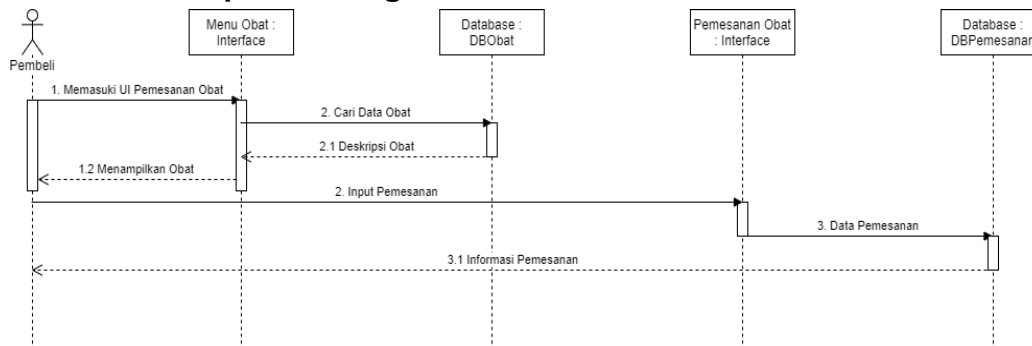 Menu Obat :
Interface
Database :
DBObat
Pemesanan Obat
: Interface
Database :
DBPemesanan
Pembeli
1. Memasuki UI Pemesanan Obat
2. Cari Data Obat
2.1 Deskripsi Obat
1.2 Menampilkan Obat
2. Input Pemesanan
3. Data Pemesanan
3.1 Informasi Pemesanan